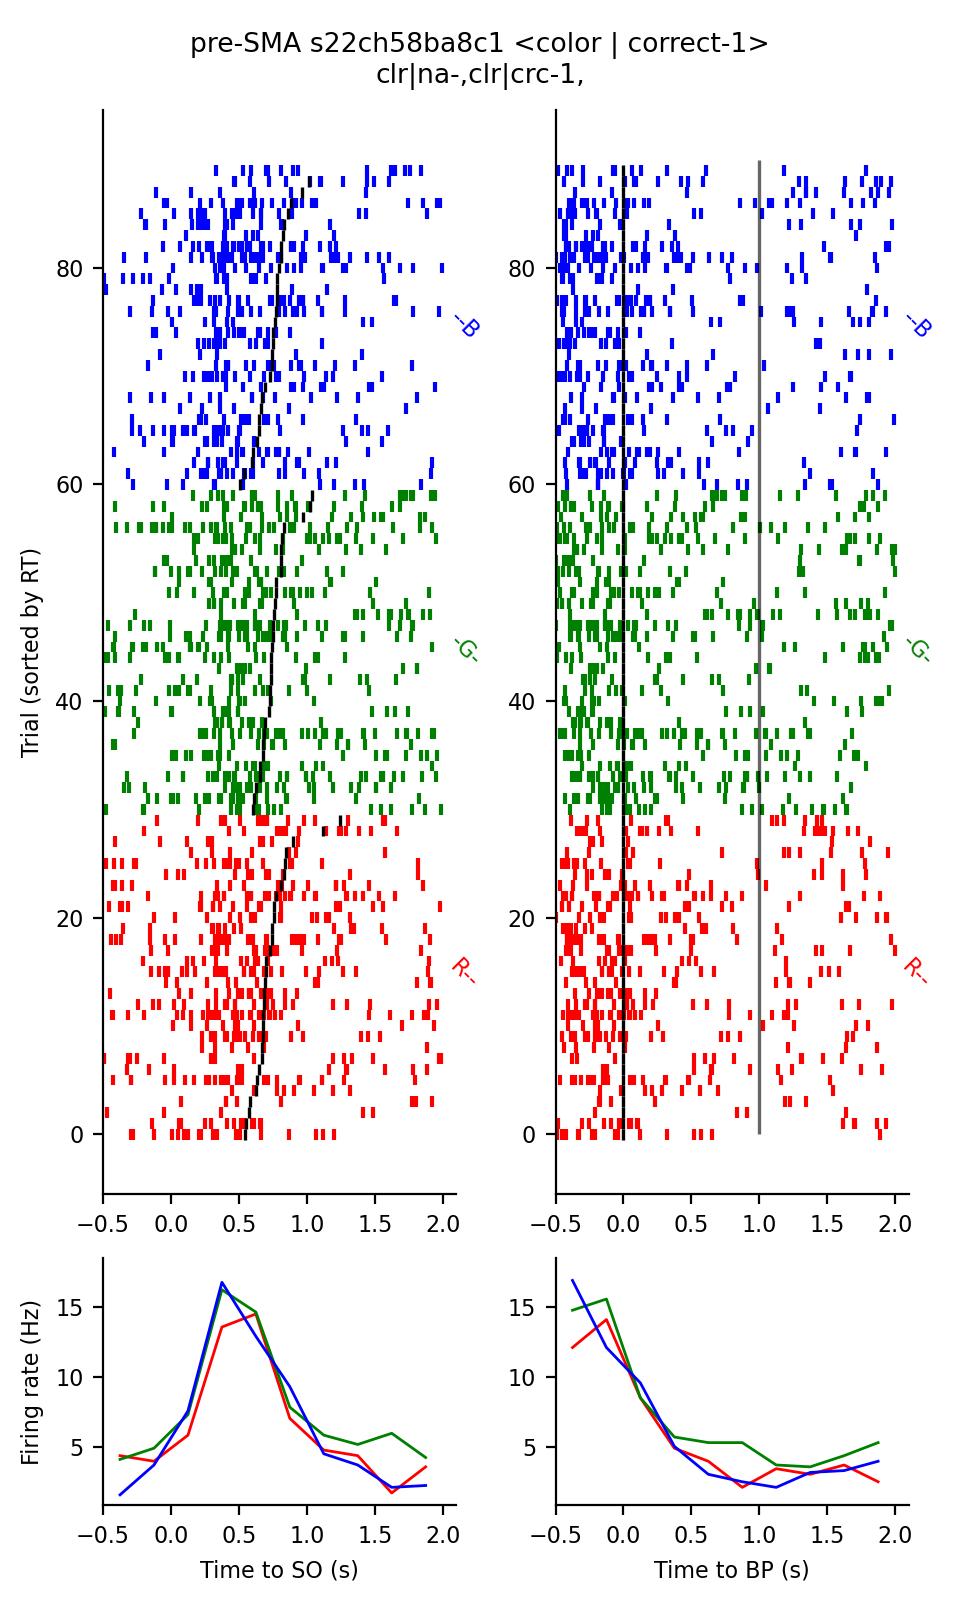 pre-SMA s22ch58ba8c1 <color | correct-1>
clr|na-,clr|crc-1,
Trial (sorted by RT)
80
60
40
20
0
--B
-G-
R--
−0.5 0.0 0.5 1.0 1.5 2.0
80
60
40
20
0
--B
-G-
R--
−0.5 0.0 0.5 1.0 1.5 2.0
Firing rate (Hz)
15
10
5
−0.5 0.0 0.5 1.0 1.5 2.0
Time to SO (s)
15
10
5
−0.5 0.0 0.5 1.0 1.5 2.0
Time to BP (s)